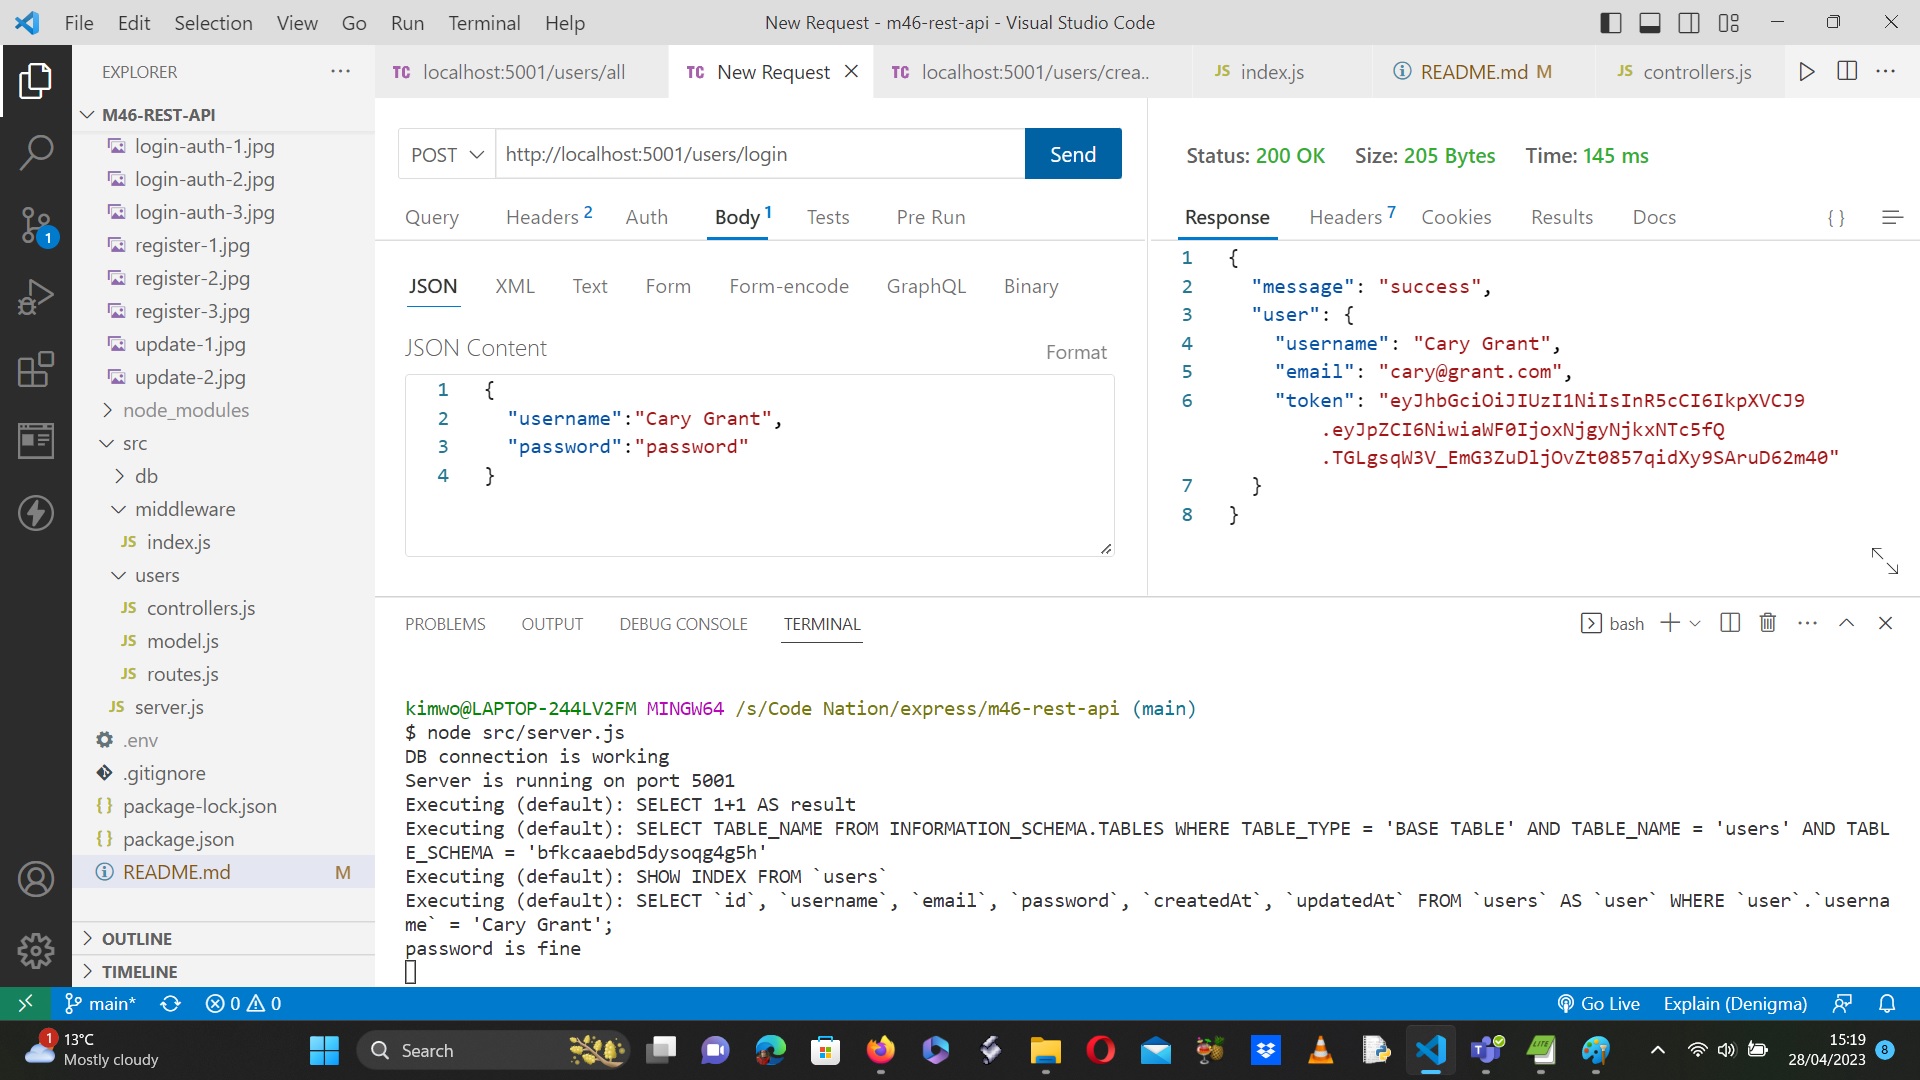 File Edit Selection View Go Run Terminal Help
New Request - m46-rest-api - Visual Studio Code
EXPLORER
M46-REST-API
login-auth-1.jpg
login-auth-2.jpg
login-auth-3.jpg
register-1.jpg
register-2.jpg
register-3.jpg
update-1.jpg
update-2.jpg
node_modules
src
db
middleware
JS index.js
users
JS controllers.js
JS model.js
JS routes.js
JS server.js
.env
.gitignore
{} package-lock.json
{} package.json
README.md M
OUTLINE
TIMELINE
TC localhost:5001/users/all
TC New Request
TC localhost:5001/users/crea..
JS index.js
README.md M
JS controllers.js
POST http://localhost:5001/users/login Send
Query Headers 2 Auth Body 1 Tests Pre Run
JSON XML Text Form Form-encode GraphQL Binary
JSON Content
Format
1 {
2 "username":"Cary Grant",
3 "password":"password"
4 }
Status: 200 OK Size: 205 Bytes Time: 145 ms
Response Headers 7 Cookies Results Docs { }
1 {
2 "message": "success",
3 "user": {
4 "username": "Cary Grant",
5 "email": "cary@grant.com",
6 "token": "eyJhbGciOiJIUzI1NiIsInR5cCI6IkpXVCJ9
.eyJpZCI6NiwiaWF0IjoxNjgyNjkxNTc5fQ
.TGLgsqW3V_EmG3ZuDljOvZt0857qidXy9SAruD62m40"
7 }
8 }
PROBLEMS OUTPUT DEBUG CONSOLE TERMINAL
bash
kimwo@LAPTOP-244LV2FM MINGW64 /s/Code Nation/express/m46-rest-api (main)
$ node src/server.js
DB connection is working
Server is running on port 5001
Executing (default): SELECT 1+1 AS result
Executing (default): SELECT TABLE_NAME FROM INFORMATION_SCHEMA.TABLES WHERE TABLE_TYPE = 'BASE TABLE' AND TABLE_NAME = 'users' AND TABL
E_SCHEMA = 'bfkcaaebd5dysoqg4g5h'
Executing (default): SHOW INDEX FROM `users`
Executing (default): SELECT `id`, `username`, `email`, `password`, `createdAt`, `updatedAt` FROM `users` AS `user` WHERE `user`.`userna
me` = 'Cary Grant';
password is fine
1
main* 0 0
Go Live Explain (Denigma)
1
13°C
Mostly cloudy
Search
LITE
15:19
28/04/2023
8